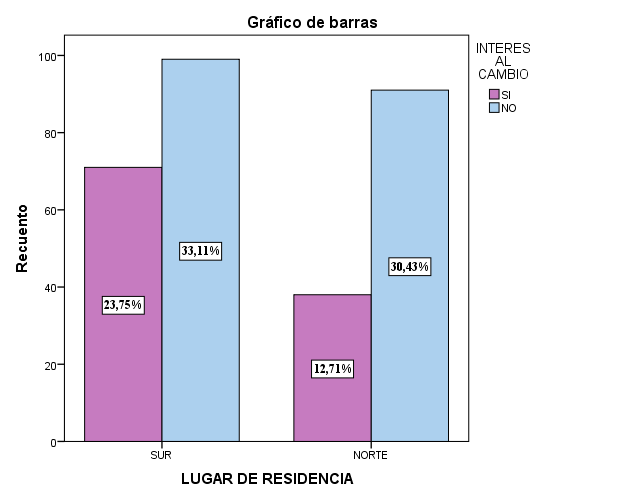 Gráfico de barras
INTERES
AL
CAMBIO
SI
NO
100
80
60
40
20
0
Recuento
33,11%
23,75%
30,43%
12,71%
SUR
NORTE
LUGAR DE RESIDENCIA